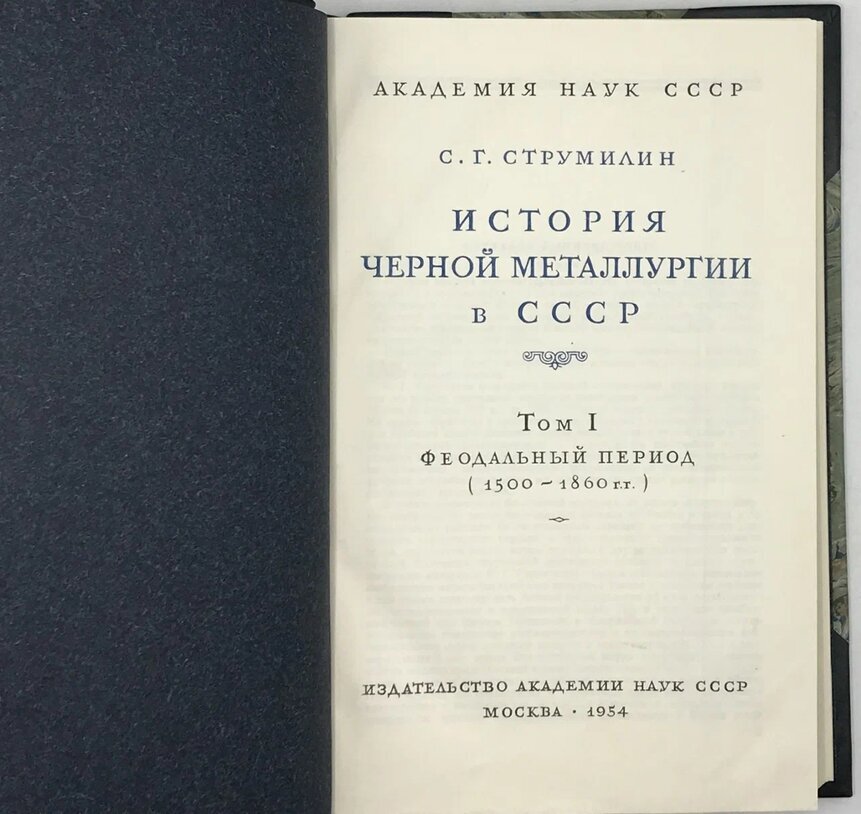 АКАДЕМИЯ НАУК СССР
С. Г. СТРУМИЛИН
ИСТОРИЯ
ЧЕРНОЙ МЕТАЛЛУРГИИ
в СССР
Том I
ФЕОДАЛЬНЫЙ ПЕРИОД
( 1500 – 1860 г.г. )
ИЗДАТЕЛЬСТВО АКАДЕМИИ НАУК СССР
МОСКВА · 1954